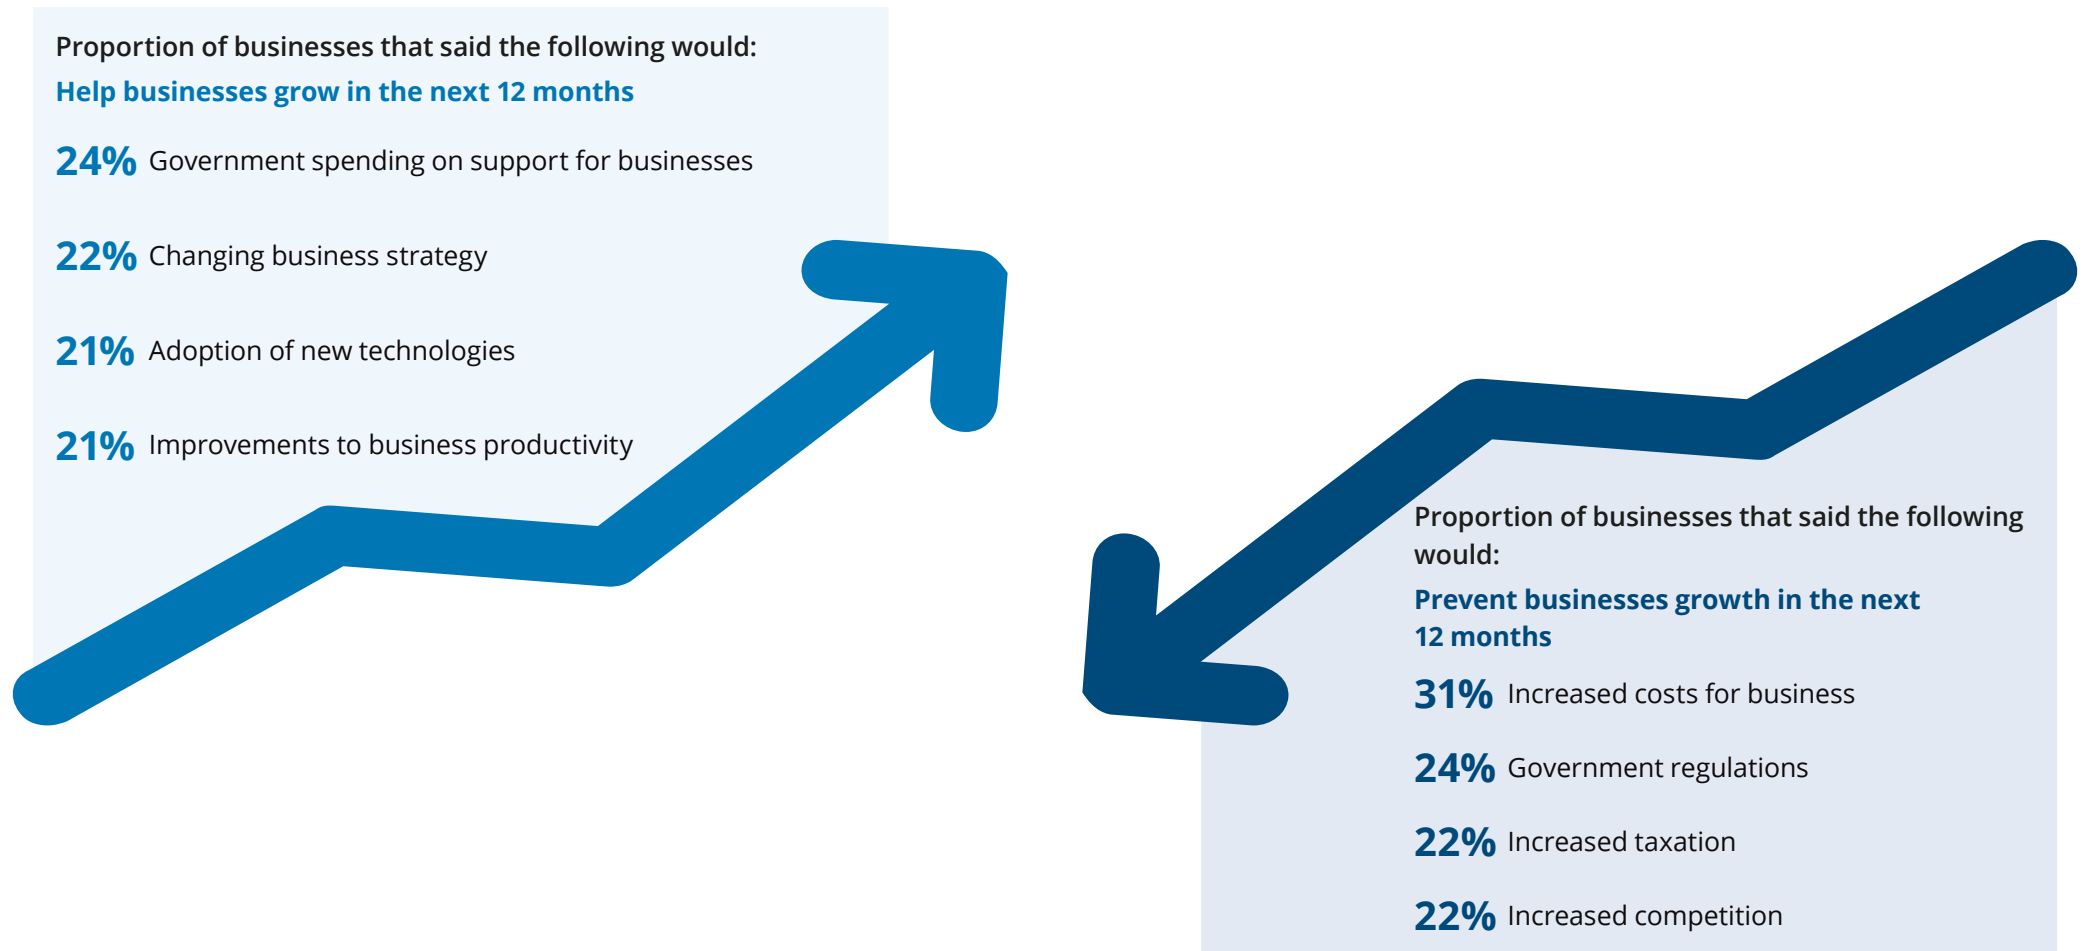 Proportion of businesses that said the following would:
Help businesses grow in the next 12 months
24% Government spending on support for businesses
22% Changing business strategy
21% Adoption of new technologies
21% Improvements to business productivity
Proportion of businesses that said the following
would:
Prevent businesses growth in the next
12 months
31% Increased costs for business
24% Government regulations
22% Increased taxation
22% Increased competition